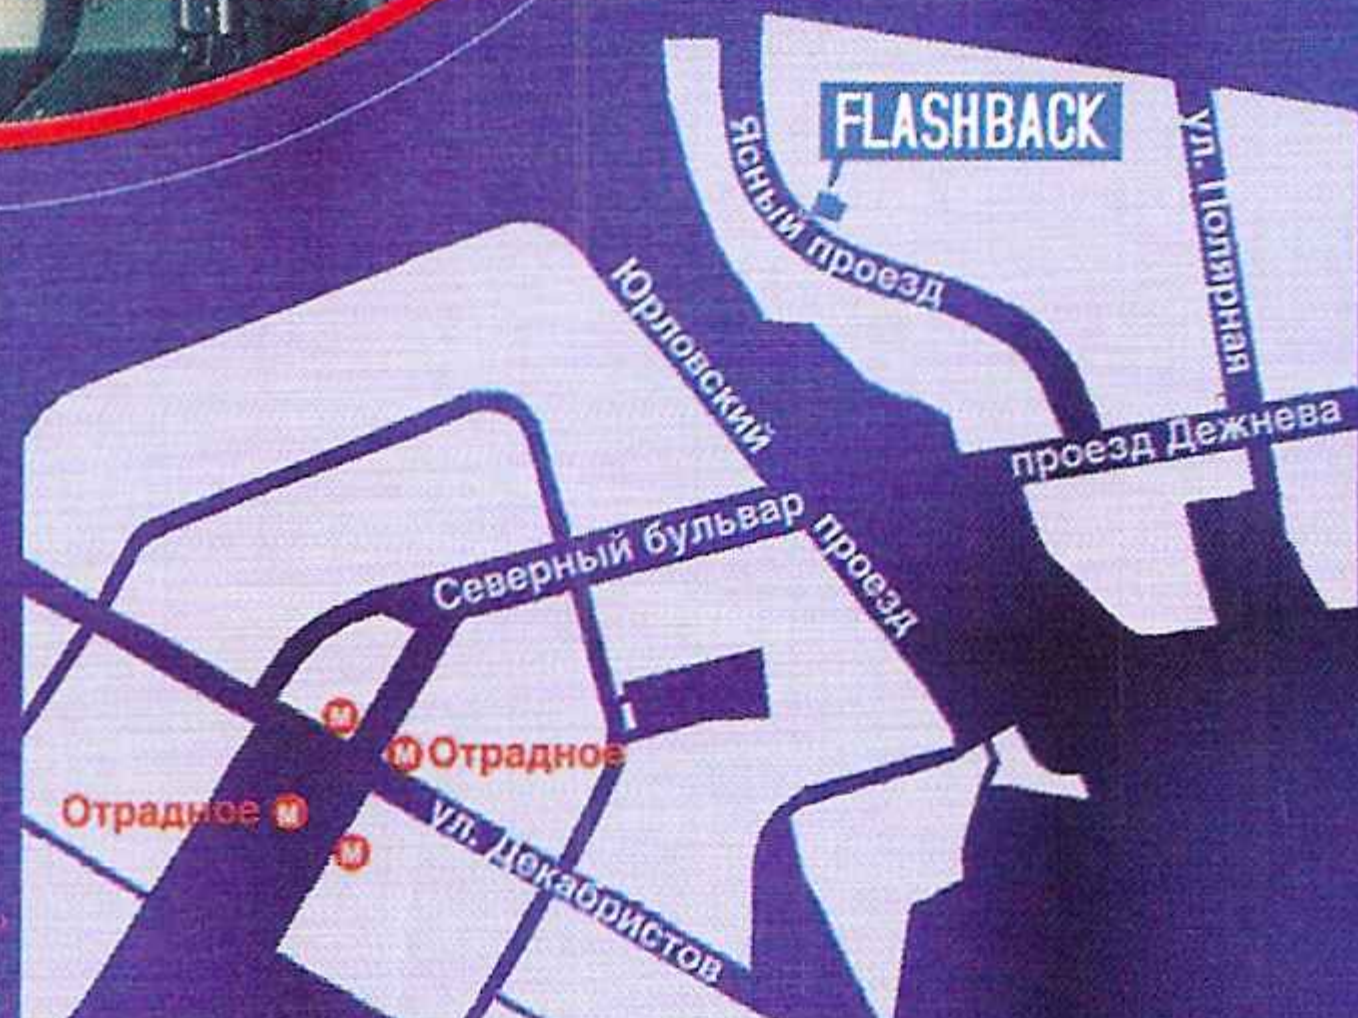 FLASHBACK
Ясный проезд
ул. Полярная
Юрловский проезд
проезд Дежнева
Северный бульвар
М
М Отрадное
Отрадное М
М
ул. Декабристов